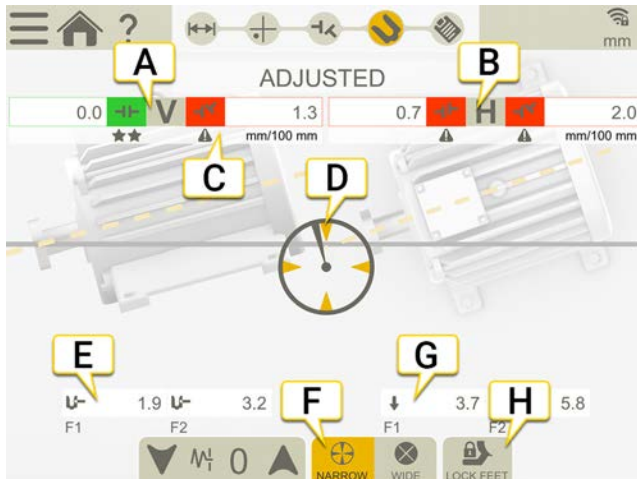 ?
mm
A
B
ADJUSTED
0.0 V 1.3 0.7 H 2.0
mm/100 mm mm/100 mm
C
D
E
G
1.9 3.2 F 3.7 H 5.8
F1 F2 F1 F2
0
NARROW WIDE LOCK FEET